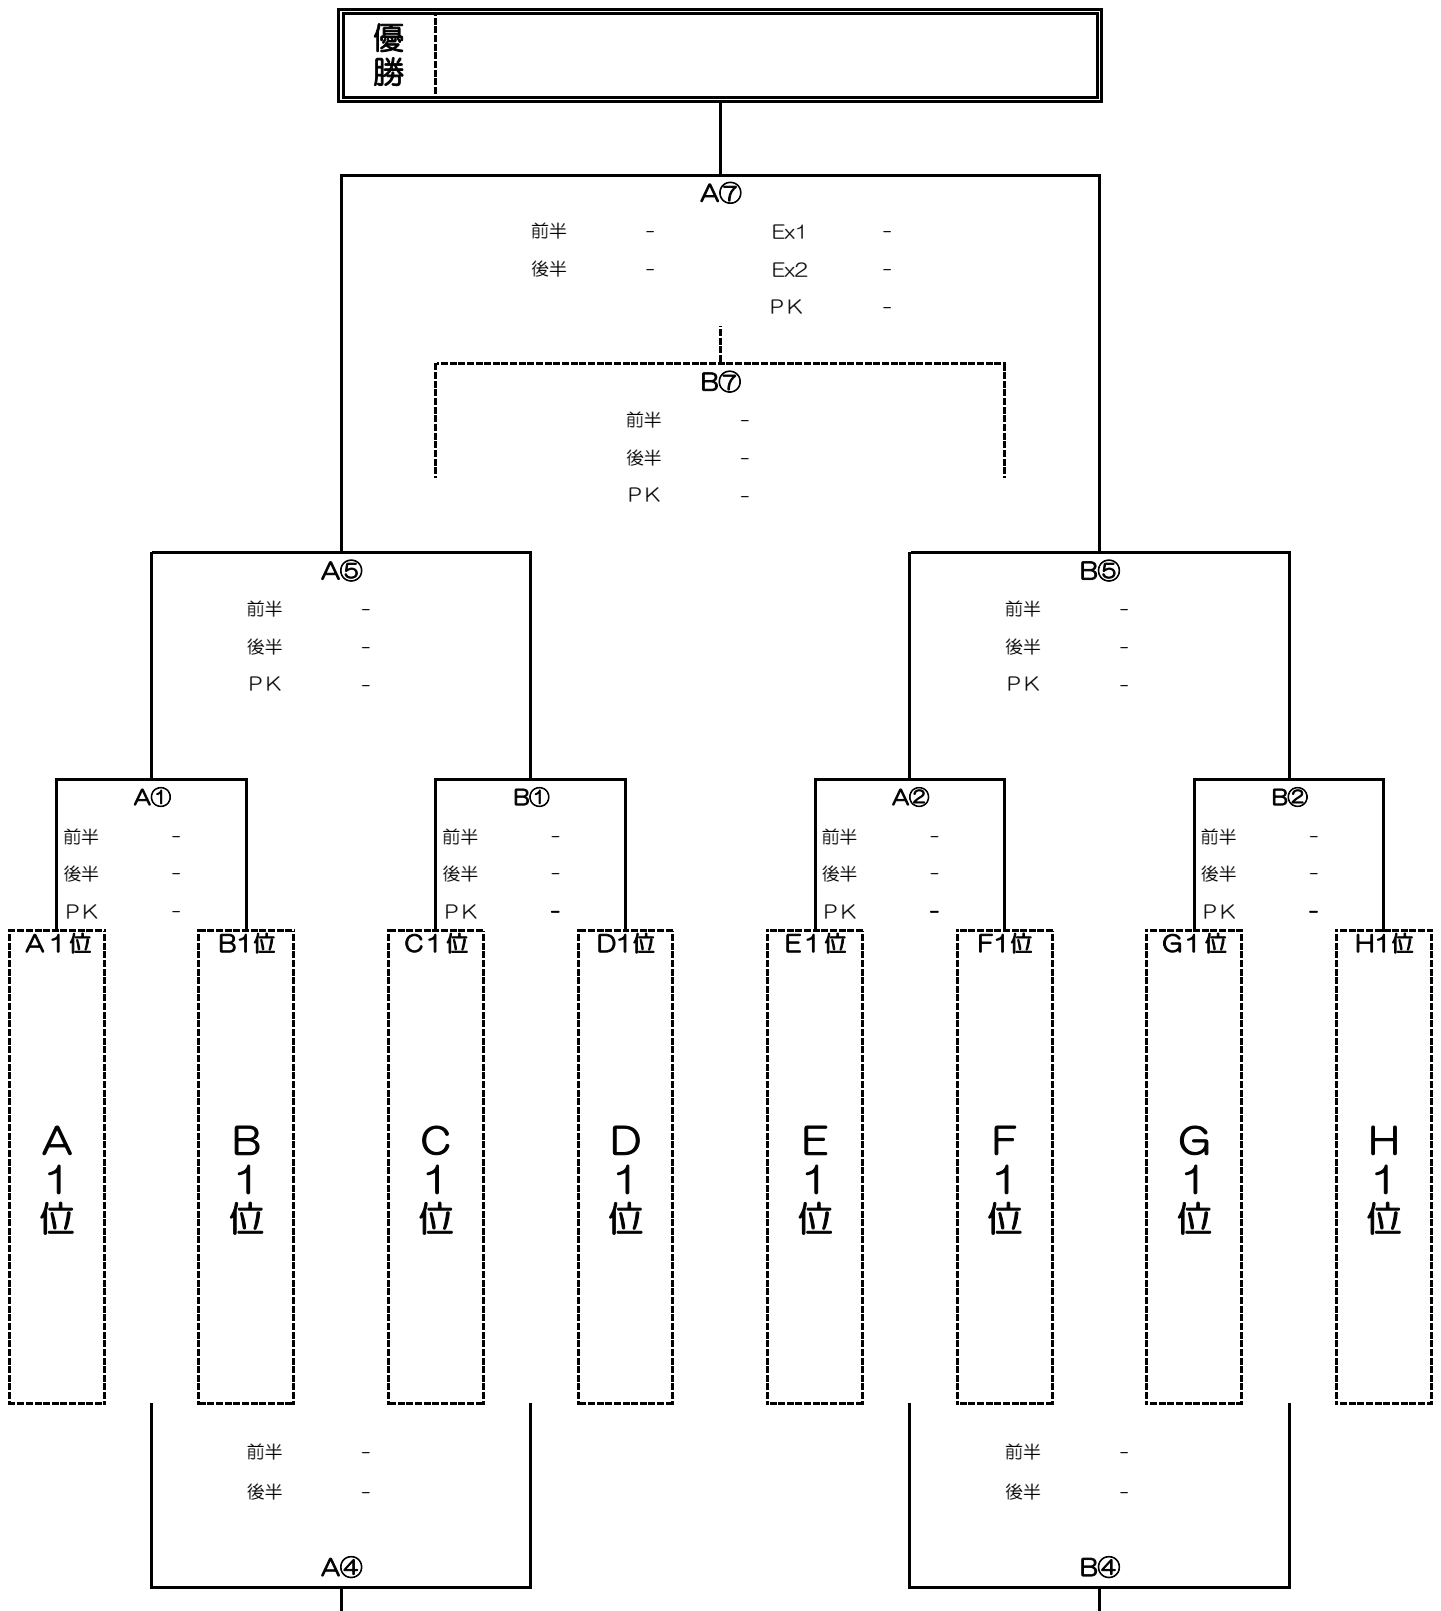 優
勝
A⑦
前半 - Ex1 -
後半 - Ex2 -
PK -
B⑦
前半 -
後半 -
PK -
A⑤ B⑤
前半 - 前半 -
後半 - 後半 -
PK - PK -
A① B① A② B②
前半 - 前半 - 前半 - 前半 -
後半 - 後半 - 後半 - 後半 -
PK - PK - PK - PK -
A1位 B1位 C1位 D1位 E1位 F1位 G1位 H1位
A B C D E F G H
1 1 1 1 1 1 1 1
位 位 位 位 位 位 位 位
前半 - 前半 -
後半 - 後半 -
A④ B④